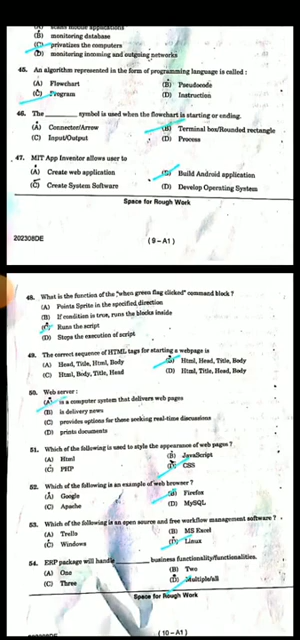 (B) monitoring database
(C) privatizes the computers
(D) monitoring incoming and outgoing networks
45. An algorithm represented in the form of programming language is called :
(A) Flowchart (B) Pseudocode
(C) Program (D) Instruction
46. The ________ symbol is used when the flowchart is starting or ending.
(A) Connector/Arrow (B) Terminal box/Rounded rectangle
(C) Input/Output (D) Process
47. MIT App Inventor allows user to
(A) Create web application (B) Build Android application
(C) Create System Software (D) Develop Operating System
Space for Rough Work
202308DE
( 9 – A1 )
48. What is the function of the "when green flag clicked" command block ?
(A) Points Sprite in the specified direction
(B) If condition is true, runs the blocks inside
(C) Runs the script
(D) Stops the execution of script
49. The correct sequence of HTML tags for starting a webpage is
(A) Head, Title, Html, Body (B) Html, Head, Title, Body
(C) Html, Body, Title, Head (D) Html, Head, Title, Body
50. Web server :
(A) is a computer system that delivers web pages
(B) is delivery news
(C) provides options for these seeking real-time discussions
(D) prints documents
51. Which of the following is used to style the appearance of web pages ?
(A) Html (B) JavaScript
(C) PHP (D) CSS
52. Which of the following is an example of web browser ?
(A) Google (B) Firefox
(C) Apache (D) MySQL
53. Which of the following is an open source and free workflow management software ?
(A) Trello (B) MS Excel
(C) Windows (D) Linux
54. ERP package will handle ________ business functionality/functionalities.
(A) One (B) Two
(C) Three (D) Multiple/all
Space for Rough Work
( 10 – A1 )